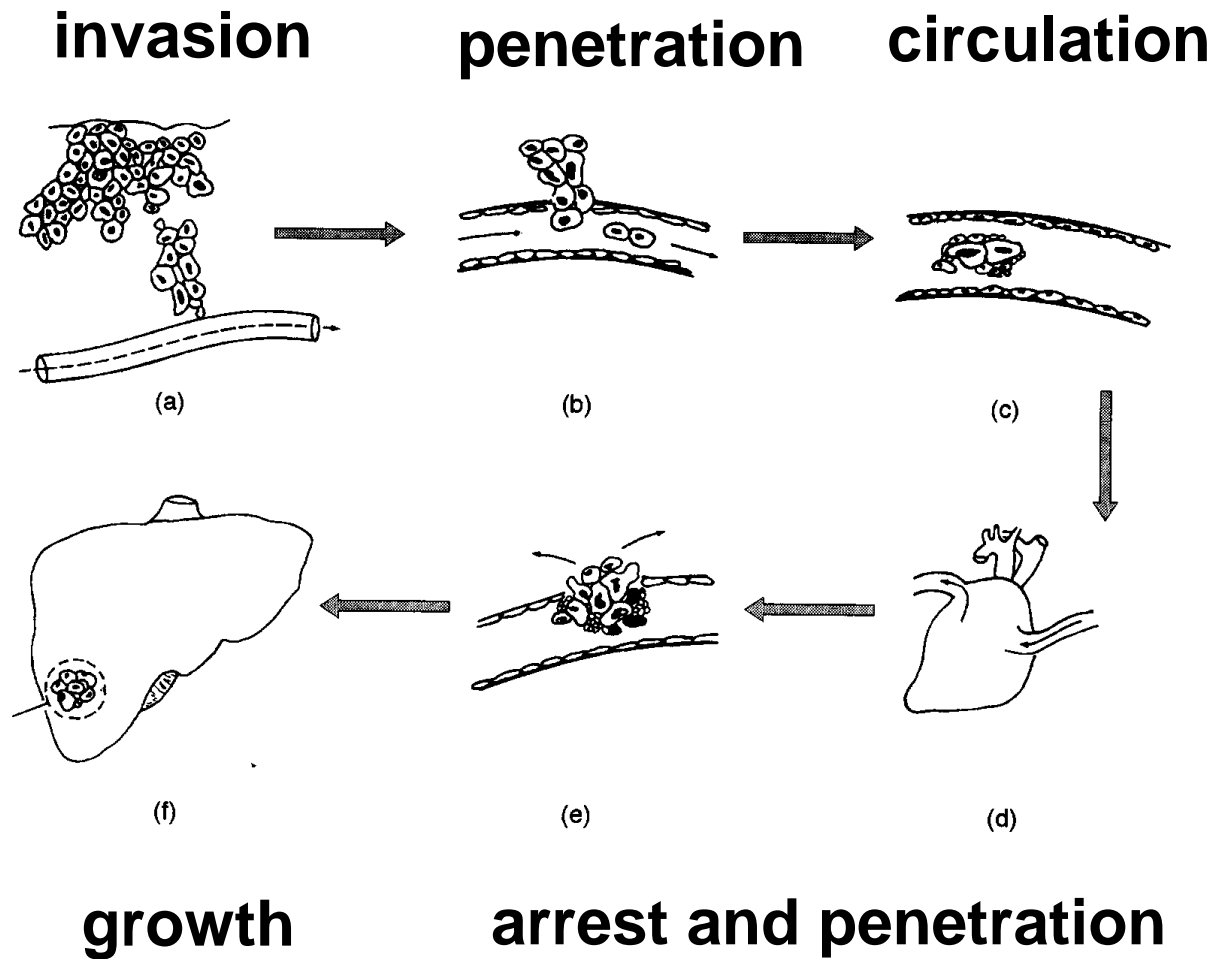 invasion
penetration
circulation
(a)
(b)
(c)
(f)
(e)
(d)
growth
arrest and penetration